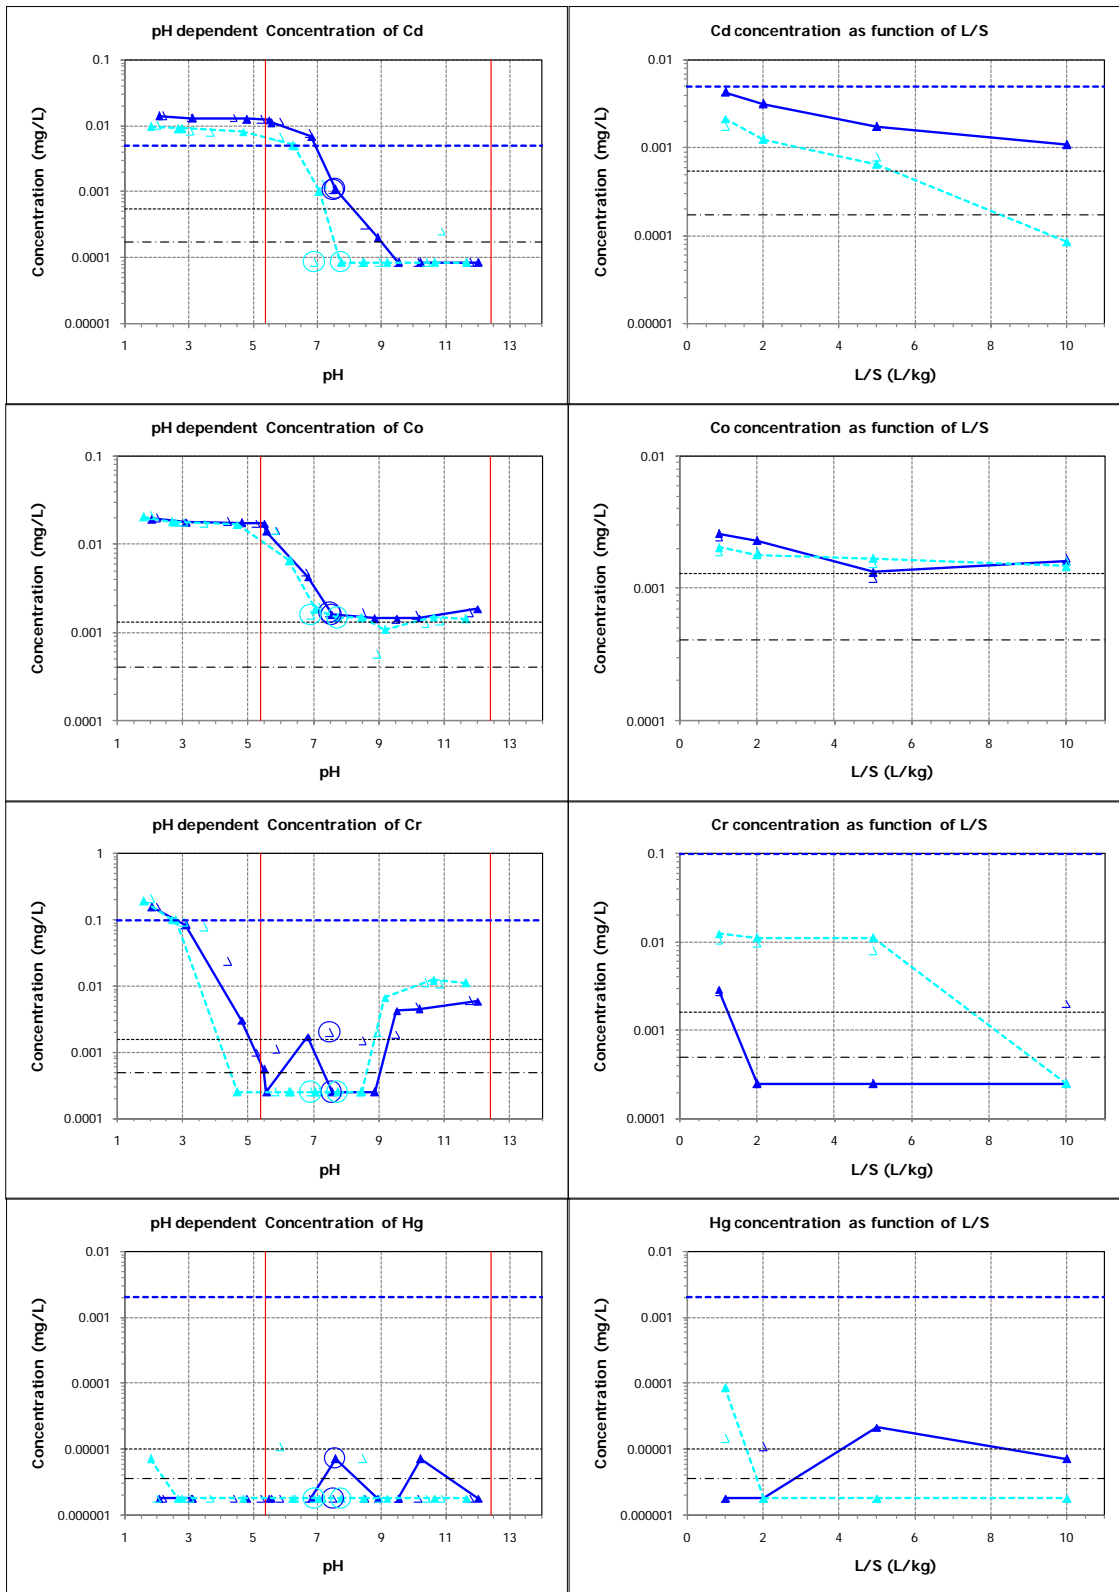 pH dependent Concentration of Cd
0.1
0.01
0.001
0.0001
0.00001
1 3 5 7 9 11 13
pH
Concentration (mg/L)
Cd concentration as function of L/S
0.01
0.001
0.0001
0.00001
0 2 4 6 8 10
L/S (L/kg)
Concentration (mg/L)
pH dependent Concentration of Co
0.1
0.01
0.001
0.0001
1 3 5 7 9 11 13
pH
Concentration (mg/L)
Co concentration as function of L/S
0.01
0.001
0.0001
0 2 4 6 8 10
L/S (L/kg)
Concentration (mg/L)
pH dependent Concentration of Cr
1
0.1
0.01
0.001
0.0001
1 3 5 7 9 11 13
pH
Concentration (mg/L)
Cr concentration as function of L/S
0.1
0.01
0.001
0.0001
0 2 4 6 8 10
L/S (L/kg)
Concentration (mg/L)
pH dependent Concentration of Hg
0.01
0.001
0.0001
0.00001
0.000001
1 3 5 7 9 11 13
pH
Concentration (mg/L)
Hg concentration as function of L/S
0.01
0.001
0.0001
0.00001
0.000001
0 2 4 6 8 10
L/S (L/kg)
Concentration (mg/L)